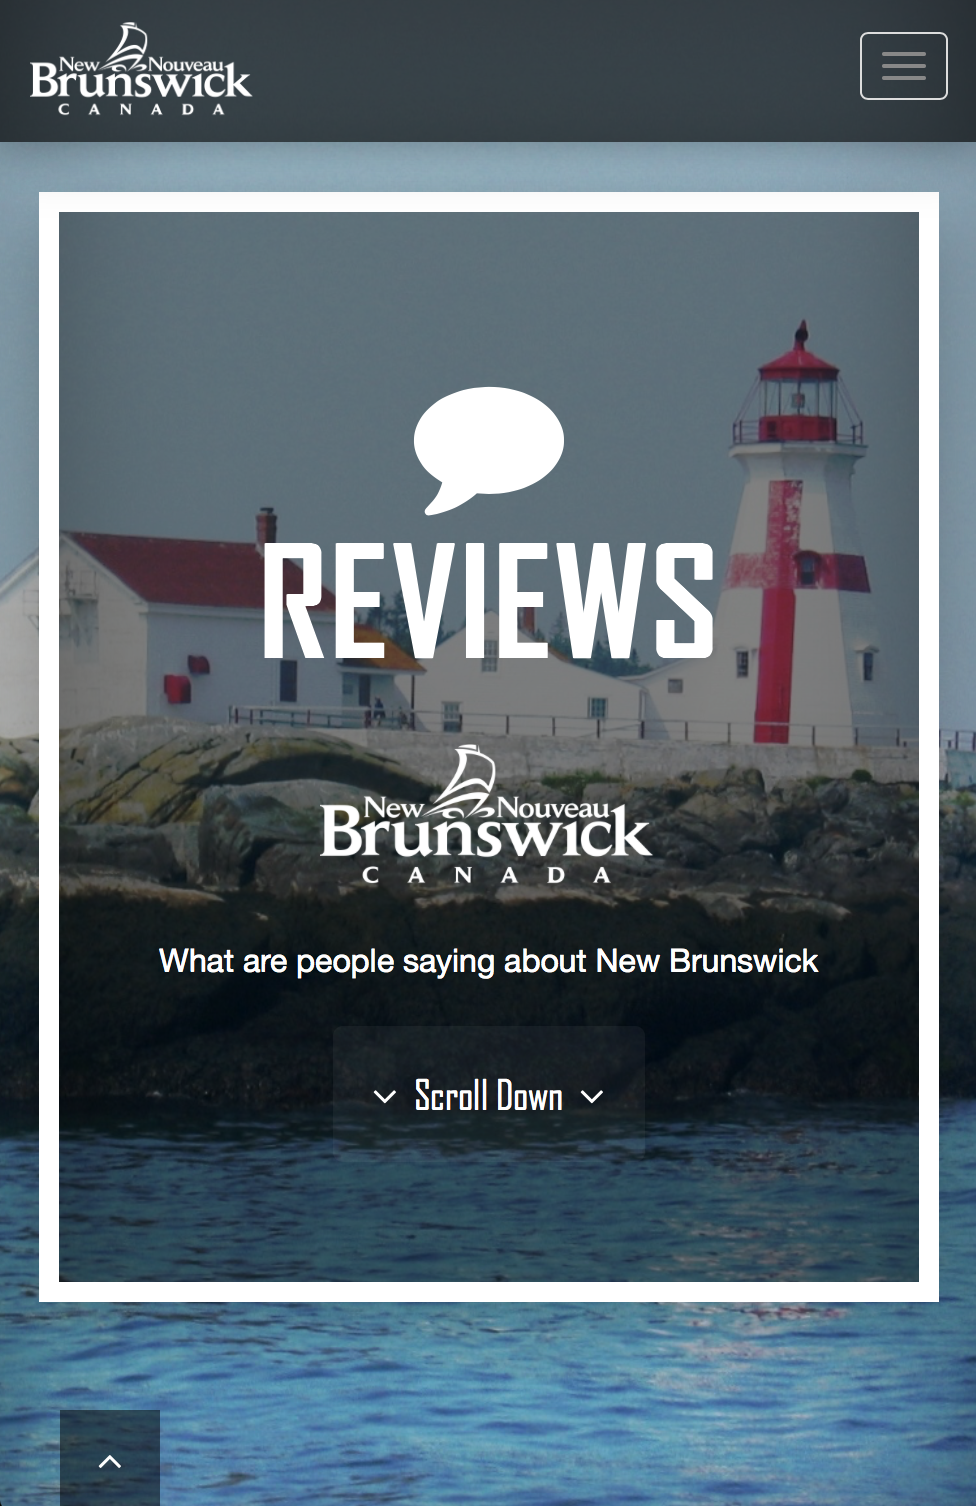 New Nouveau
Brunswick
CANADA
REVIEWS
New Nouveau
Brunswick
CANADA
What are people saying about New Brunswick
Scroll Down